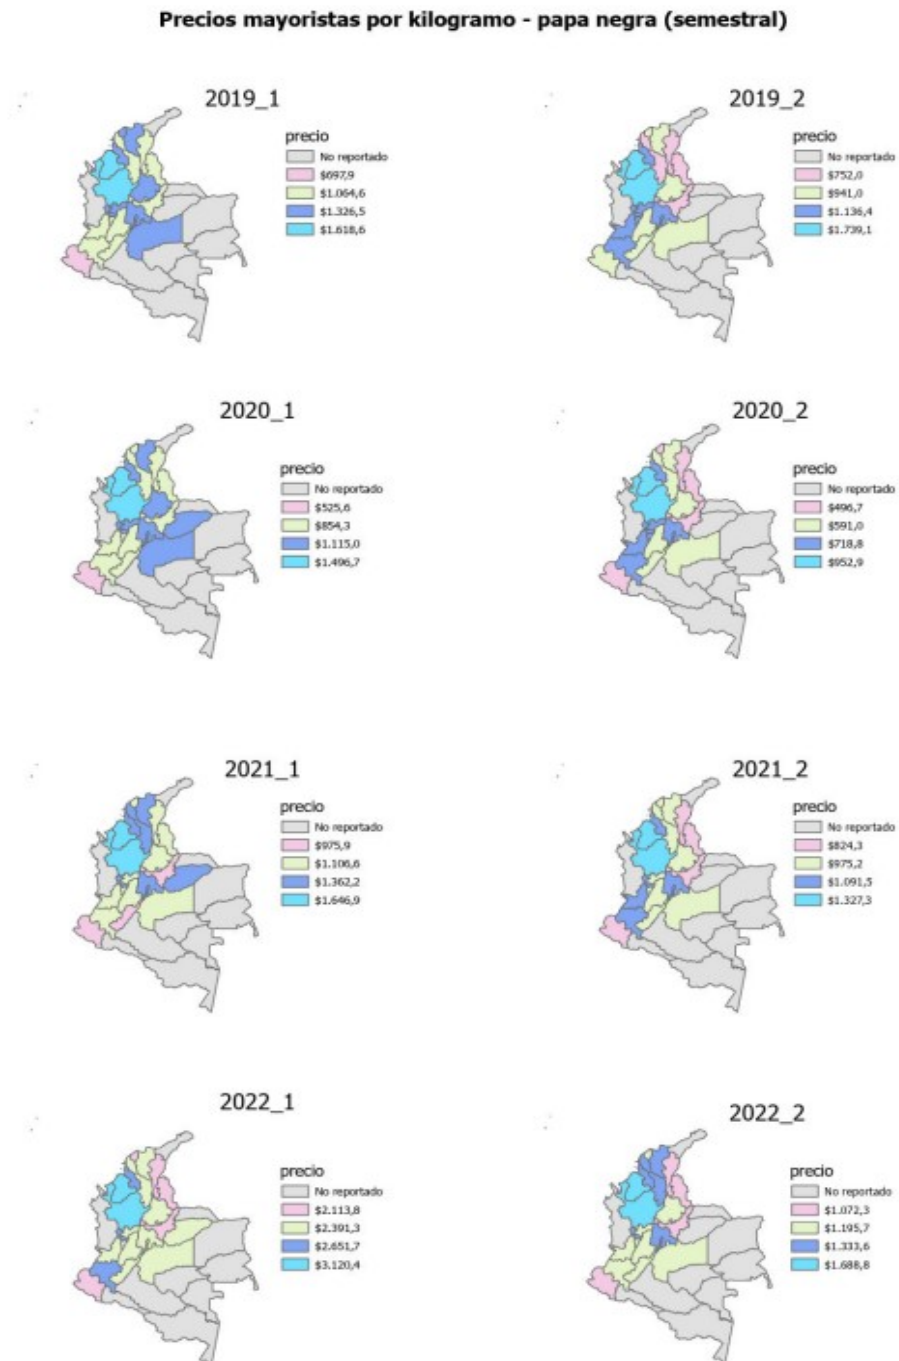 Precios mayoristas por kilogramo - papa negra (semestral)
2019_1
precio
No reportado
$697,9
$1.064,6
$1.326,5
$1.618,6
2019_2
precio
No reportado
$752,0
$941,0
$1.136,4
$1.739,1
2020_1
precio
No reportado
$525,6
$854,3
$1.115,0
$1.496,7
2020_2
precio
No reportado
$496,7
$591,0
$718,8
$952,9
2021_1
precio
No reportado
$975,9
$1.106,6
$1.362,2
$1.646,9
2021_2
precio
No reportado
$824,3
$975,2
$1.091,5
$1.327,3
2022_1
precio
No reportado
$2.113,8
$2.391,3
$2.651,7
$3.120,4
2022_2
precio
No reportado
$1.072,3
$1.195,7
$1.333,6
$1.688,8